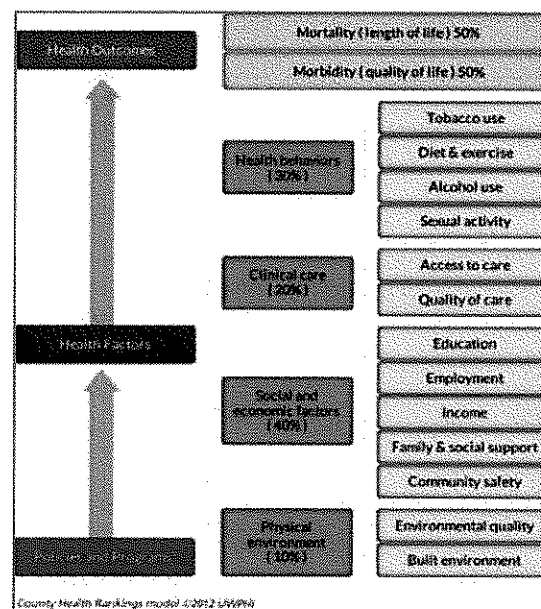 Health Outcomes
Mortality (length of life) 50%
Morbidity (quality of life) 50%
Health behaviors
(30%)
Tobacco use
Diet & exercise
Alcohol use
Sexual activity
Clinical care
(20%)
Access to care
Quality of care
Health Factors
Social and
economic factors
(40%)
Education
Employment
Income
Family & social support
Community safety
Physical
environment
(10%)
Environmental quality
Built environment
County Health Rankings model ©2012 UWPHI